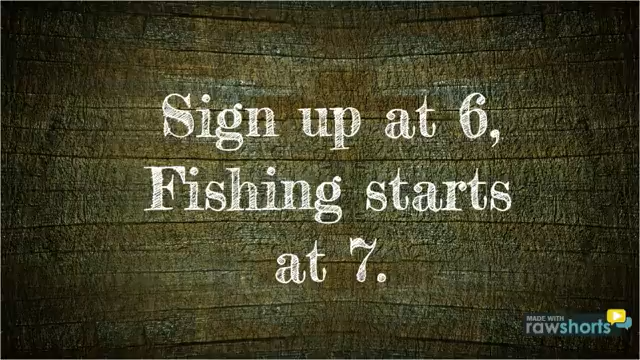 Sign up at 6,
Fishing starts
at 7.
MADE WITH
rawshorts